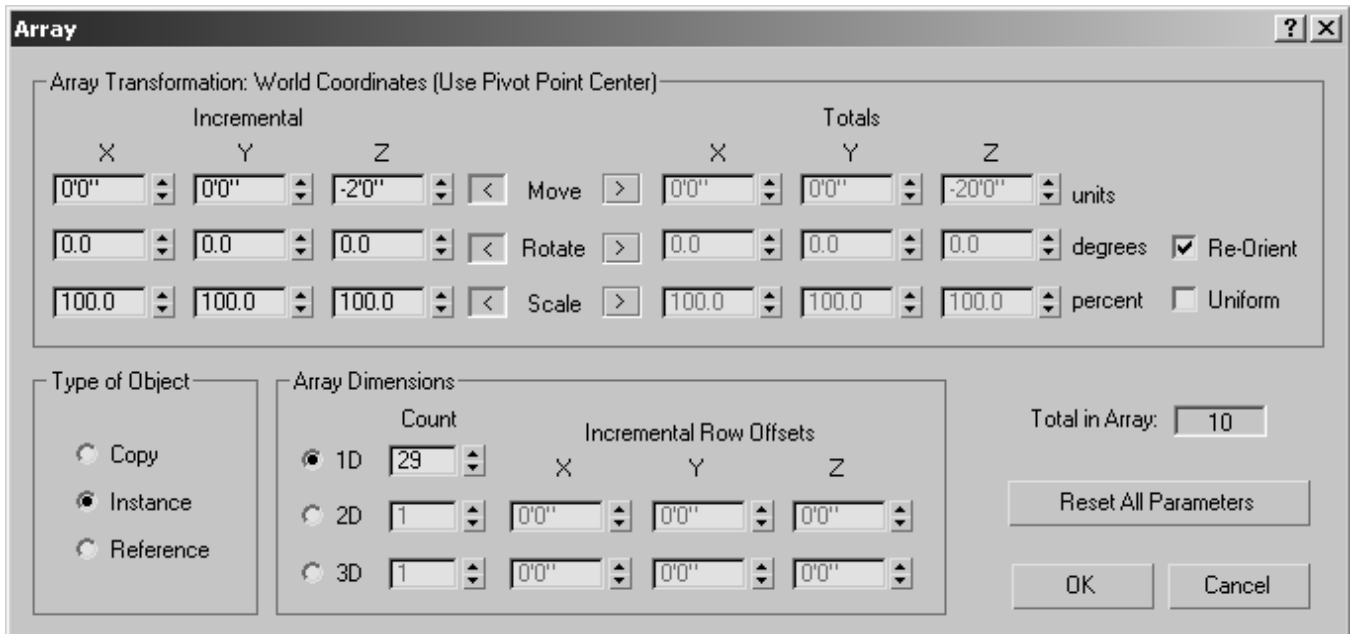 Array ? X
Array Transformation: World Coordinates (Use Pivot Point Center)
Incremental Totals
X Y Z X Y Z
0'0" 0'0" -2'0" < Move > 0'0" 0'0" -20'0" units
0.0 0.0 0.0 < Rotate > 0.0 0.0 0.0 degrees Re-Orient
100.0 100.0 100.0 < Scale > 100.0 100.0 100.0 percent Uniform
Type of Object Array Dimensions
Count Incremental Row Offsets Total in Array: 10
Copy 1D 29 X Y Z
Instance 2D 1 0'0" 0'0" 0'0" Reset All Parameters
Reference 3D 1 0'0" 0'0" 0'0" OK Cancel